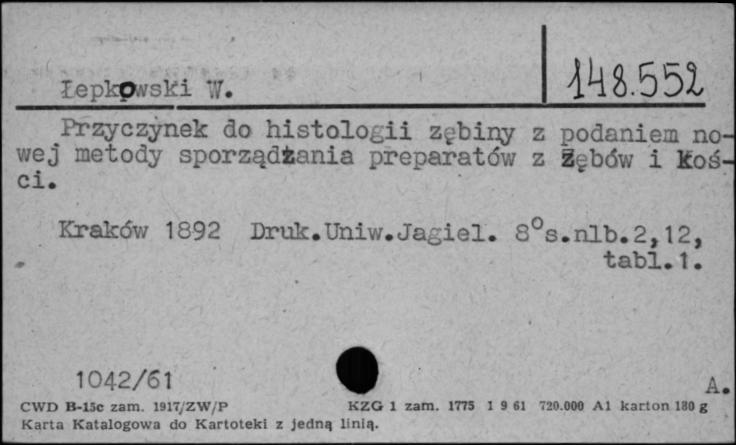 Łepkowski W.
148.552
Przyczynek do histologii zębiny z podaniem no-
wej metody sporządzania preparatów z zębów i koś-
ci.
Kraków 1892 Druk.Uniw.Jagiel. 8°s.nlb.2,12,
tabl.1.
1042/61
A.
CWD B-15c zam. 1917/ZW/P KZG 1 zam. 1775 1 9 61 720.000 A1 karton 180 g
Karta Katalogowa do Kartoteki z jedną linią.